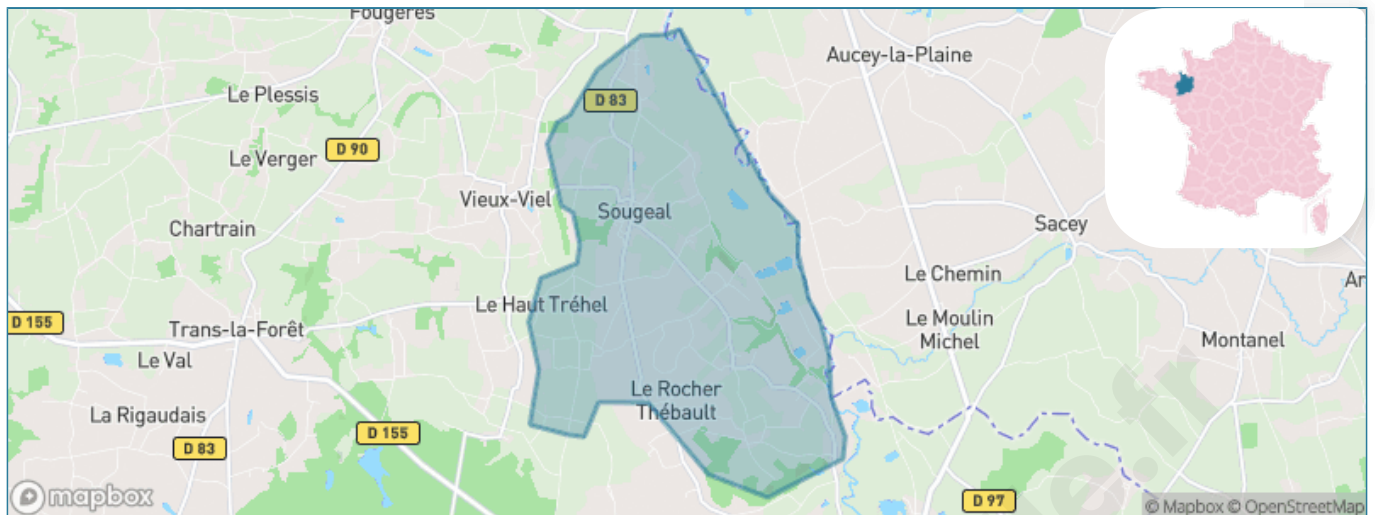 Fougères
Aucey-la-Plaine
Le Plessis
D 83
D 90
Le Verger
Vieux-Viel
Sougeal
Chartrain
Sacey
Le Chemin
Le Haut Tréhel
D 155
Trans-la-Forêt
Le Moulin
Michel
Montanel
Le Val
Le Rocher
Thébault
La Rigaudais
D 155
D 83
mapbox
D 97
© Mapbox © OpenStreetMap